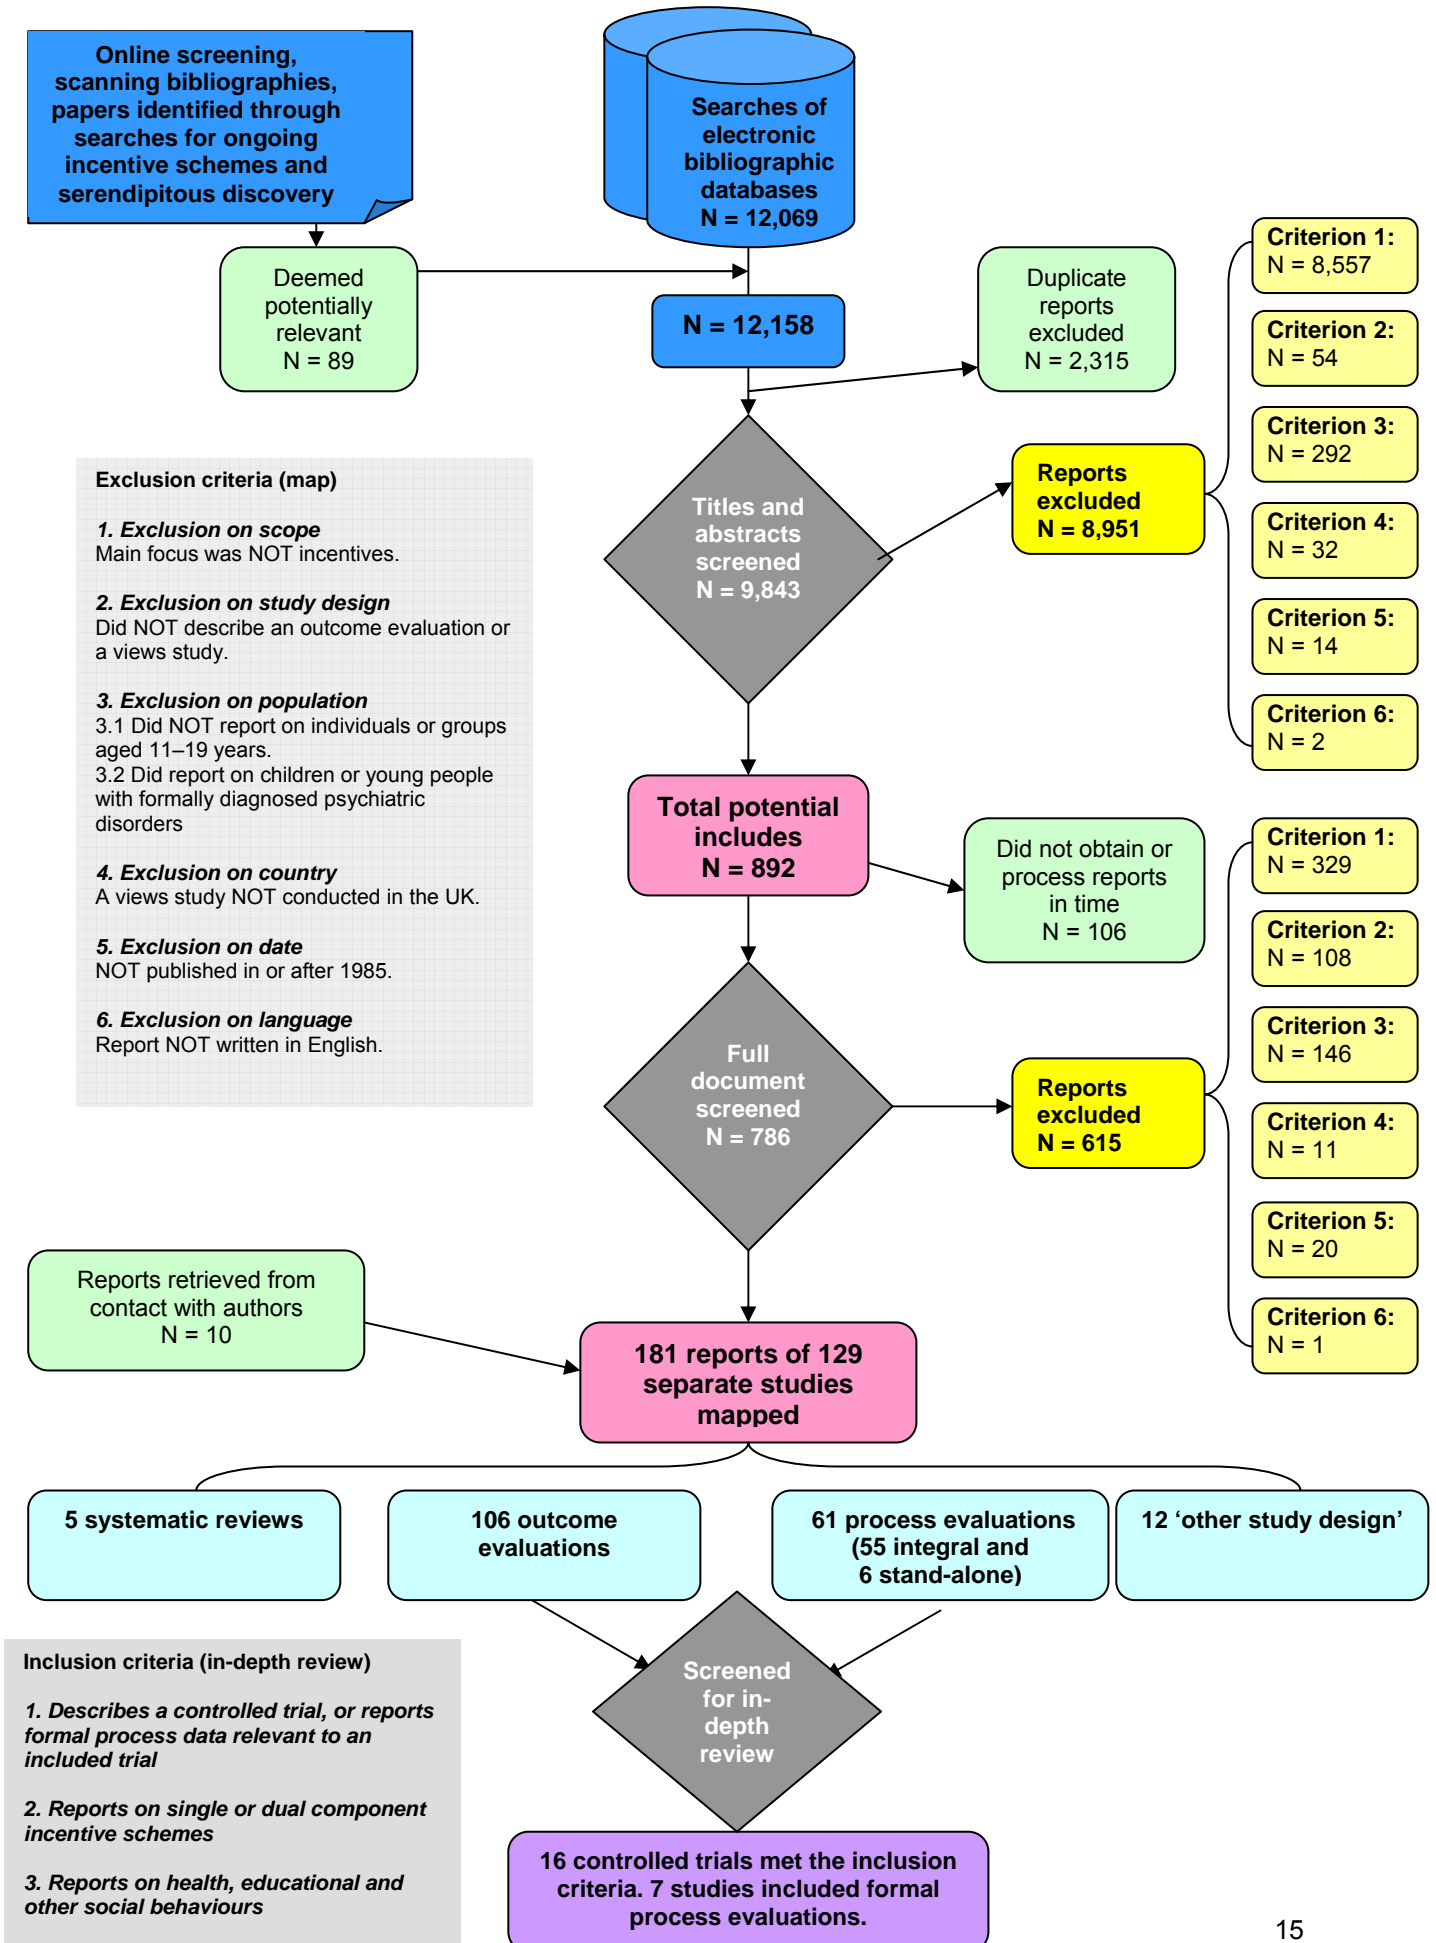 Online screening,
scanning bibliographies,
papers identified through
searches for ongoing
incentive schemes and
serendipitous discovery
Searches of
electronic
bibliographic
databases
N = 12,069
Deemed
potentially
relevant
N = 89
N = 12,158
Duplicate
reports
excluded
N = 2,315
Criterion 1:
N = 8,557
Criterion 2:
N = 54
Criterion 3:
N = 292
Criterion 4:
N = 32
Criterion 5:
N = 14
Criterion 6:
N = 2
Titles and
abstracts
screened
N = 9,843
Reports
excluded
N = 8,951
Exclusion criteria (map)
1. Exclusion on scope
Main focus was NOT incentives.
2. Exclusion on study design
Did NOT describe an outcome evaluation or
a views study.
3. Exclusion on population
3.1 Did NOT report on individuals or groups
aged 11–19 years.
3.2 Did report on children or young people
with formally diagnosed psychiatric
disorders
4. Exclusion on country
A views study NOT conducted in the UK.
5. Exclusion on date
NOT published in or after 1985.
6. Exclusion on language
Report NOT written in English.
Total potential
includes
N = 892
Did not obtain or
process reports
in time
N = 106
Criterion 1:
N = 329
Criterion 2:
N = 108
Criterion 3:
N = 146
Criterion 4:
N = 11
Criterion 5:
N = 20
Criterion 6:
N = 1
Full
document
screened
N = 786
Reports
excluded
N = 615
Reports retrieved from
contact with authors
N = 10
181 reports of 129
separate studies
mapped
5 systematic reviews
106 outcome
evaluations
61 process evaluations
(55 integral and
6 stand-alone)
12 ‘other study design’
Screened
for in-
depth
review
Inclusion criteria (in-depth review)
1. Describes a controlled trial, or reports
formal process data relevant to an
included trial
2. Reports on single or dual component
incentive schemes
3. Reports on health, educational and
other social behaviours
16 controlled trials met the inclusion
criteria. 7 studies included formal
process evaluations.
15